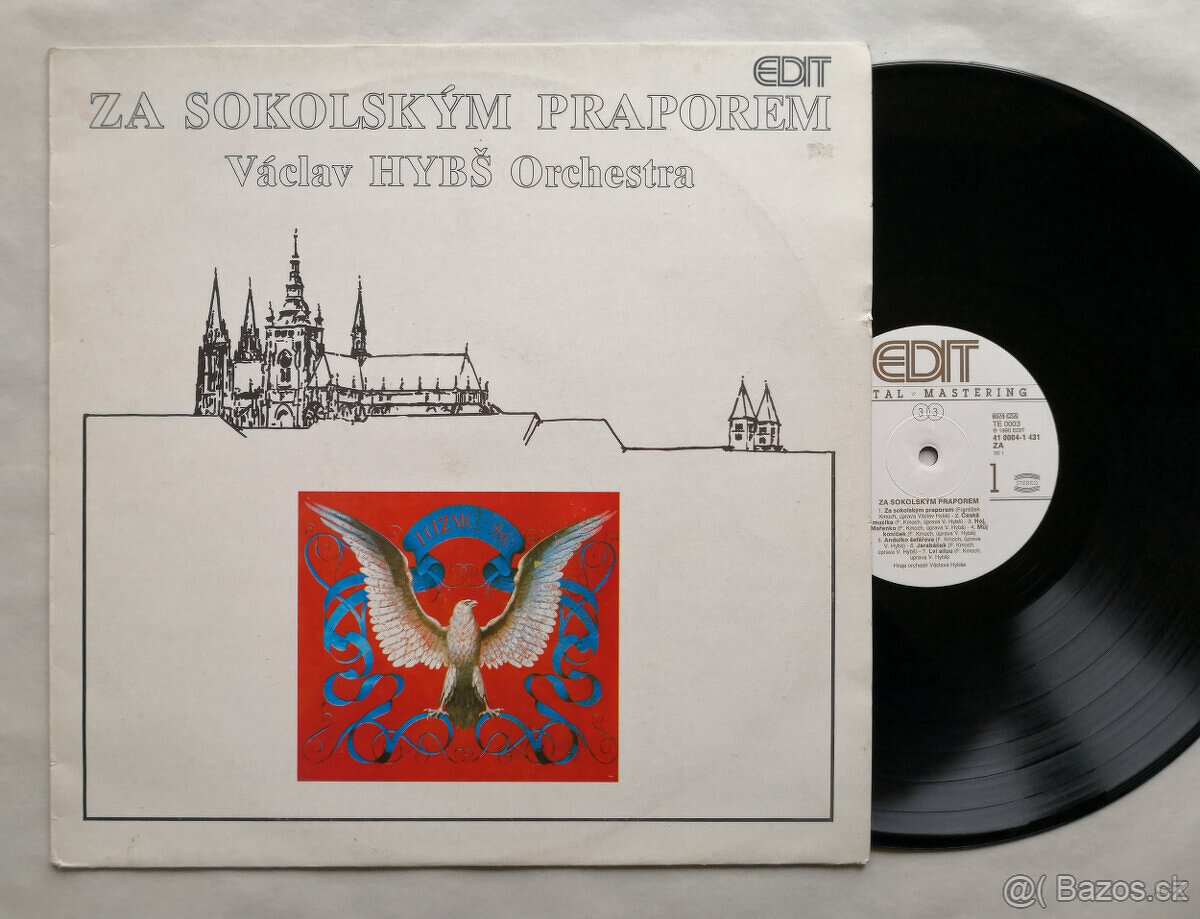 EDIT
ZA SOKOLSKÝM PRAPOREM
Václav HYBŠ Orchestra
TUŽME SE
EDIT
TAL ☆ MASTERING
33
TE 0003
℗ 1990 EDIT
41 0004-1 431
ZA
90 1
1
STEREO
ZA SOKOLSKÝM PRAPOREM
1. Za sokolským praporem (František
Kmoch, úprava Václav Hybš) - 2. Česká
muzika (F. Kmoch, úprava V. Hybš) - 3. Hoj,
Mařenko (F. Kmoch, úprava V. Hybš) - 4. Můj
koníček (F. Kmoch, úprava V. Hybš)
5. Andulko šafářova (F. Kmoch, úprava
V. Hybš) - 6. Jarabáček (F. Kmoch,
úprava V. Hybš) - 7. Lví silou (F. Kmoch,
úprava V. Hybš)
Hraje orchestr Václava Hybše
@( Bazos.sk